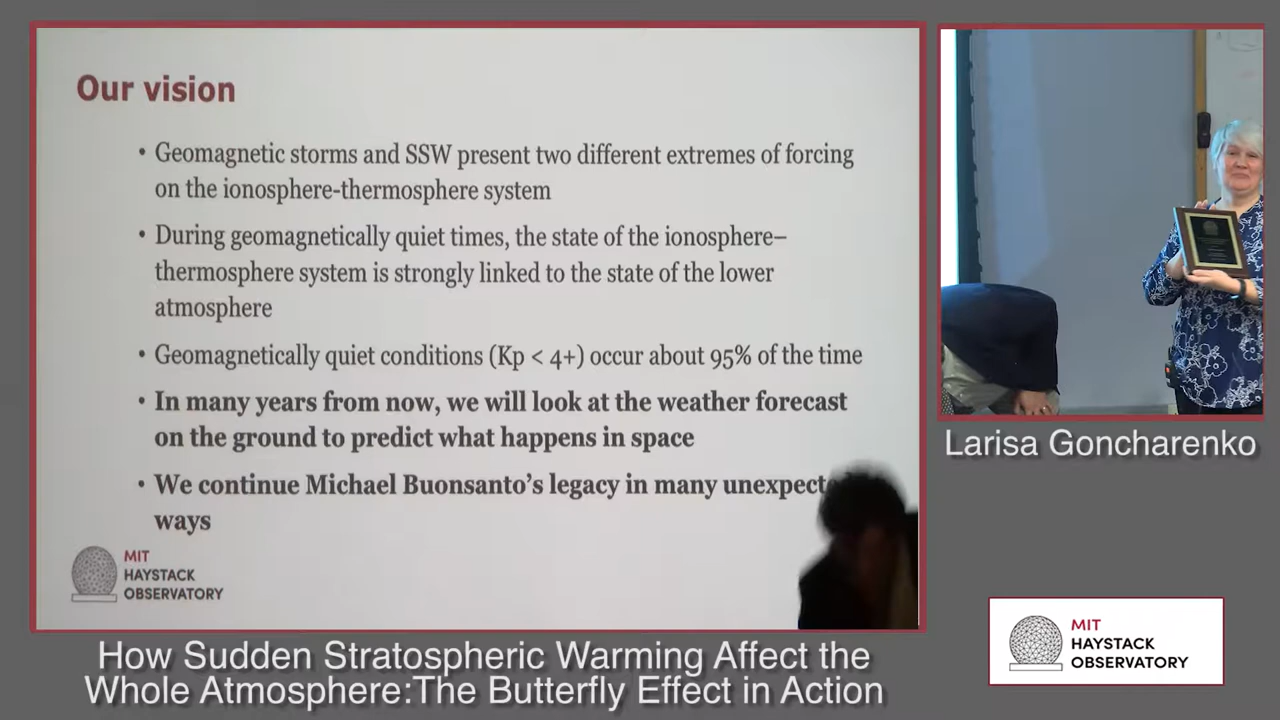 Our vision
• Geomagnetic storms and SSW present two different extremes of forcing
on the ionosphere-thermosphere system
• During geomagnetically quiet times, the state of the ionosphere–
thermosphere system is strongly linked to the state of the lower
atmosphere
• Geomagnetically quiet conditions (Kp < 4+) occur about 95% of the time
• In many years from now, we will look at the weather forecast
on the ground to predict what happens in space
• We continue Michael Buonsanto's legacy in many
ways
MIT
HAYSTACK
OBSERVATORY
Larisa Goncharenko
MIT
HAYSTACK
OBSERVATORY
How Sudden Stratospheric Warming Affect the
Whole Atmosphere:The Butterfly Effect in Action